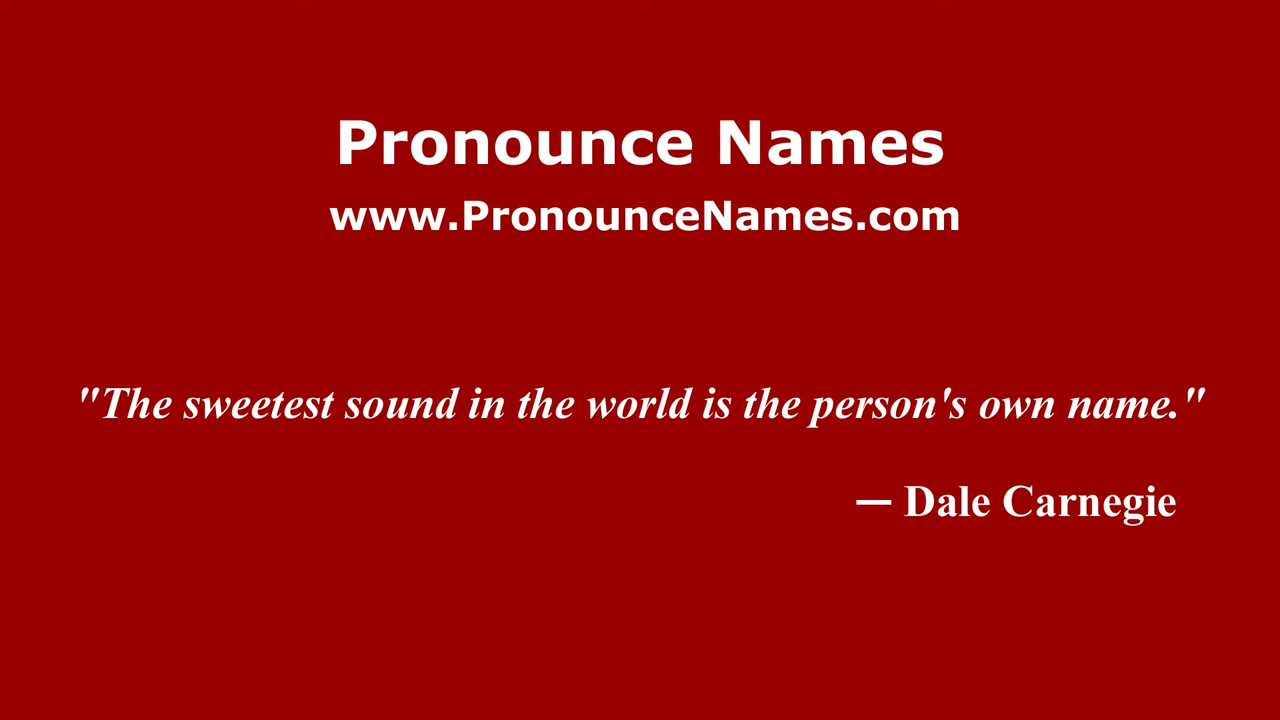 Pronounce Names
www.PronounceNames.com
"The sweetest sound in the world is the person's own name."
— Dale Carnegie